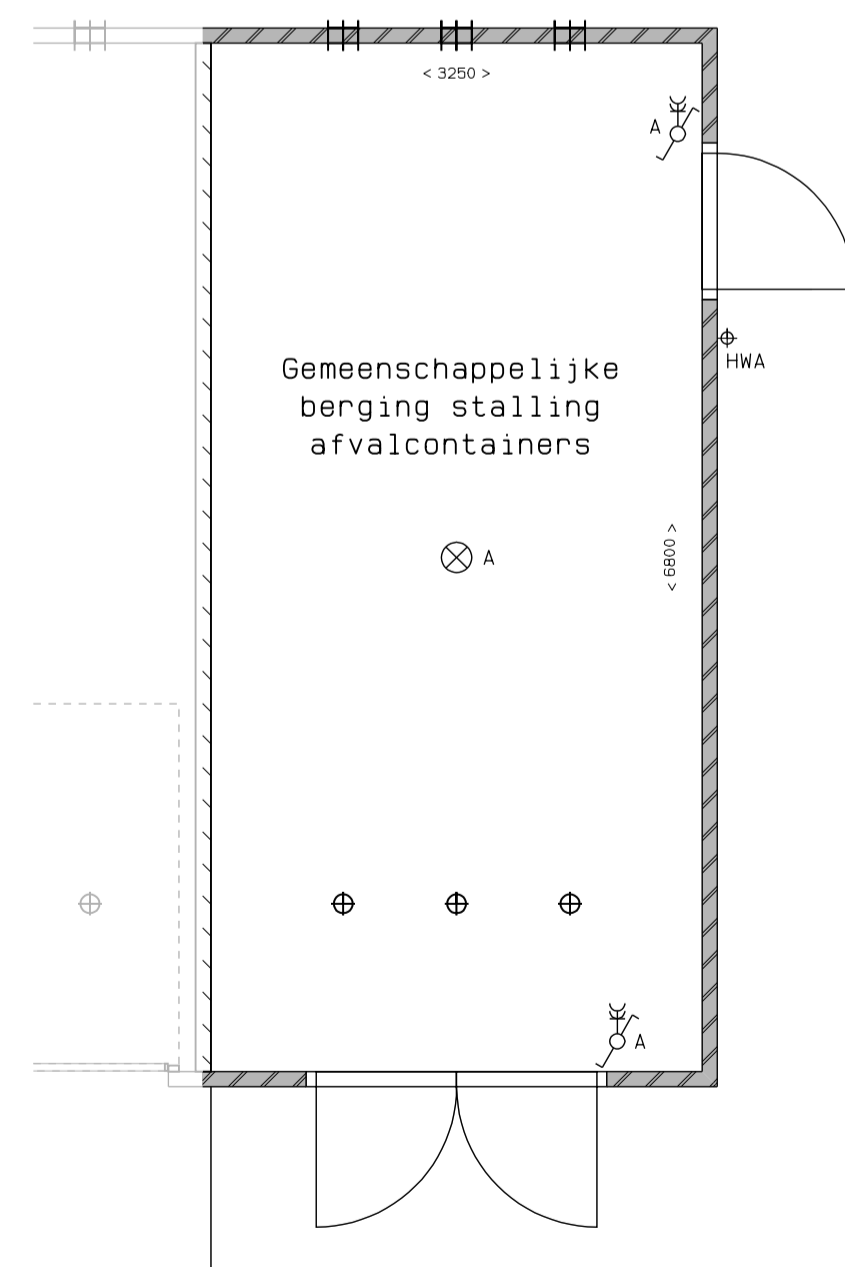 < 3250 >
A
HWA
Gemeenschappelijke
berging stalling
afvalcontainers
< 6800 >
A
A